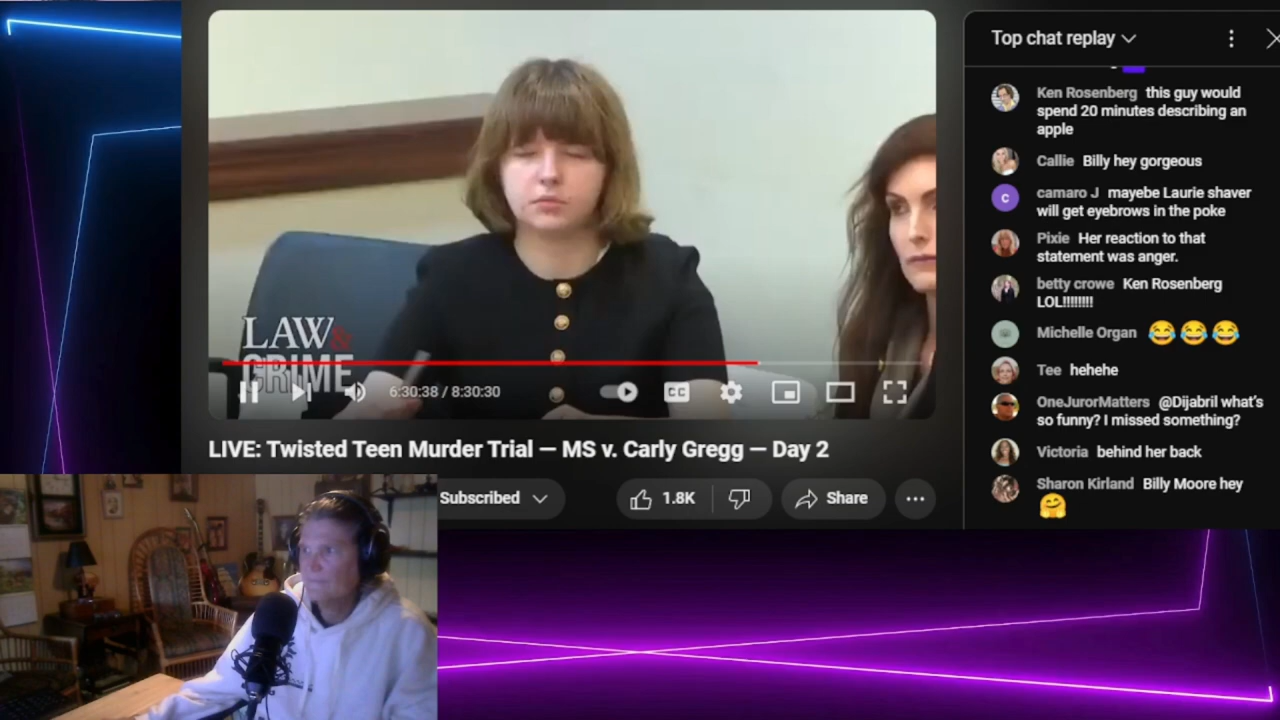 Top chat replay
Ken Rosenberg this guy would
spend 20 minutes describing an
apple
Callie Billy hey gorgeous
C
camaro J mayebe Laurie shaver
will get eyebrows in the poke
Pixie Her reaction to that
statement was anger.
betty crowe Ken Rosenberg
LOL!!!!!!!!
Michelle Organ 😂😂😂
Tee hehehe
OneJurorMatters @Dijabril what's
so funny? I missed something?
Victoria behind her back
Sharon Kirland Billy Moore hey
🤗
LAW&
CRIME
6:30:38 / 8:30:30
CC
LIVE: Twisted Teen Murder Trial — MS v. Carly Gregg — Day 2
Subscribed
1.8K
Share